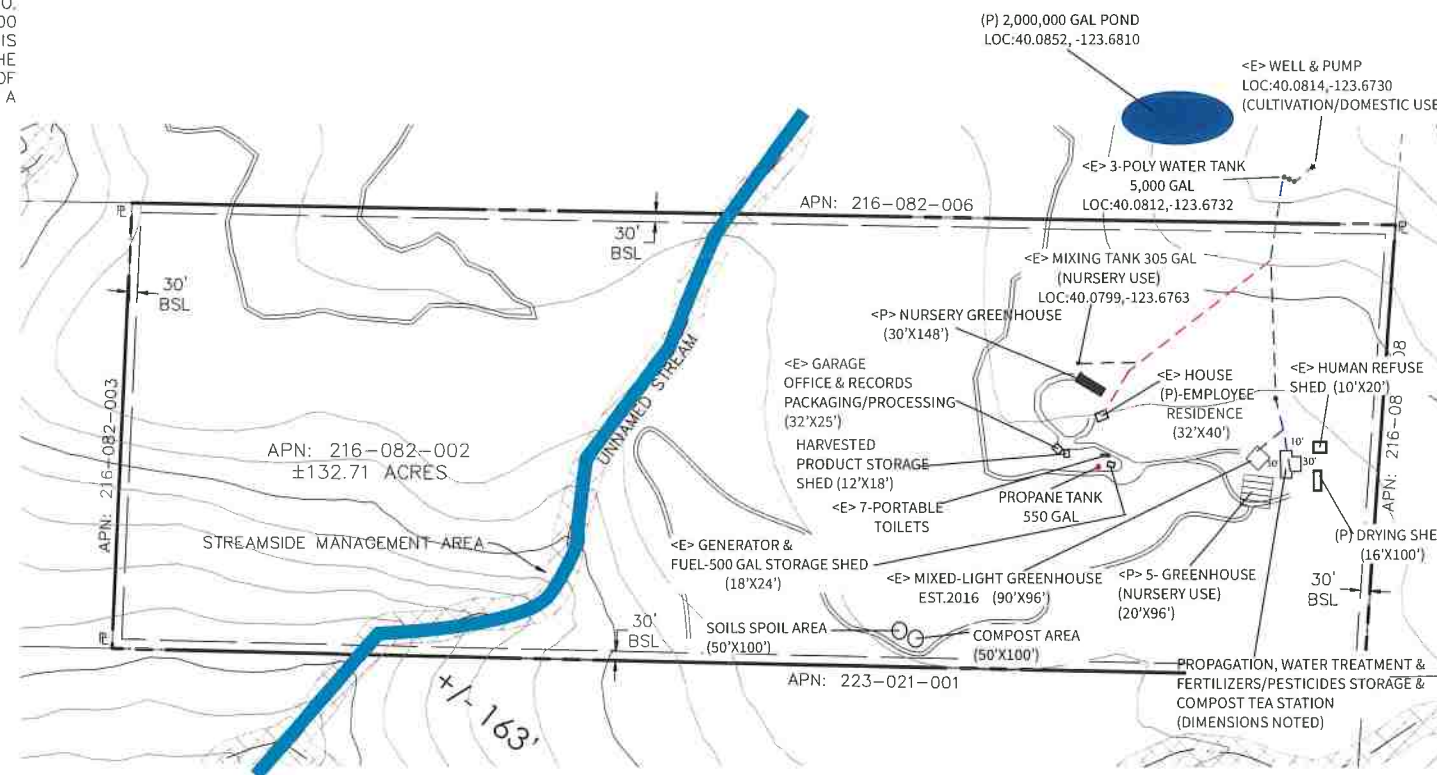 O,
00
IS
HE
OF
A
(P) 2,000,000 GAL POND
LOC:40.0852, -123.6810
<E> WELL & PUMP
LOC:40.0814,-123.6730
(CULTIVATION/DOMESTIC USE
<E> 3-POLY WATER TANK
5,000 GAL
LOC:40.0812,-123.6732
APN: 216-082-006
30'
BSL
30'
BSL
<E> MIXING TANK 305 GAL
(NURSERY USE)
LOC:40.0799,-123.6763
<P> NURSERY GREENHOUSE
(30'X148')
<E> GARAGE
OFFICE & RECORDS
PACKAGING/PROCESSING
(32'X25')
<E> HOUSE
(P)-EMPLOYEE
RESIDENCE
(32'X40')
<E> HUMAN REFUSE
SHED (10'X20')
APN: 216-082-003
UNNAMED STREAM
APN: 216-08
08
APN: 216-082-002
±132.71 ACRES
HARVESTED
PRODUCT STORAGE
SHED (12'X18')
10'
30'
<E> 7-PORTABLE
TOILETS
PROPANE TANK
550 GAL
STREAMSIDE MANAGEMENT AREA
<E> GENERATOR &
FUEL-500 GAL STORAGE SHED
(18'X24')
<E> MIXED-LIGHT GREENHOUSE
EST.2016 (90'X96')
<P> 5- GREENHOUSE
(NURSERY USE)
(20'X96')
(P) DRYING SHE
(16'X100')
30'
BSL
30'
BSL
SOILS SPOIL AREA
(50'X100')
COMPOST AREA
(50'X100')
APN: 223-021-001
+/- 163'
PROPAGATION, WATER TREATMENT &
FERTILIZERS/PESTICIDES STORAGE &
COMPOST TEA STATION
(DIMENSIONS NOTED)